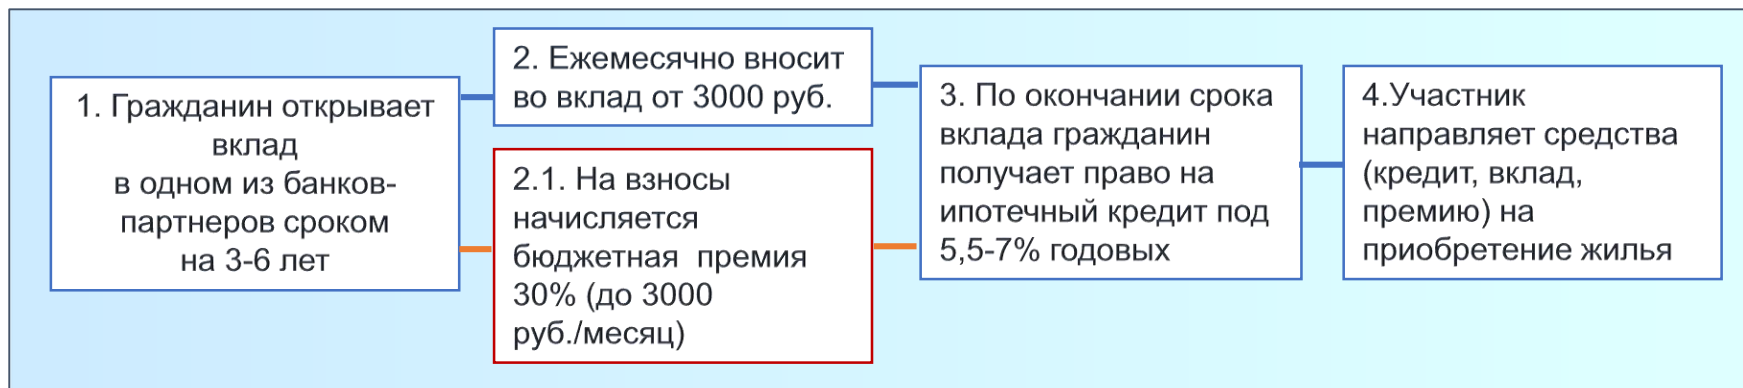 1. Гражданин открывает
вклад
в одном из банков-
партнеров сроком
на 3-6 лет
2. Ежемесячно вносит
во вклад от 3000 руб.
2.1. На взносы
начисляется
бюджетная  премия
30% (до 3000
руб./месяц)
3. По окончании срока
вклада гражданин
получает право на
ипотечный кредит под
5,5-7% годовых
4.Участник
направляет средства
(кредит, вклад,
премию) на
приобретение жилья